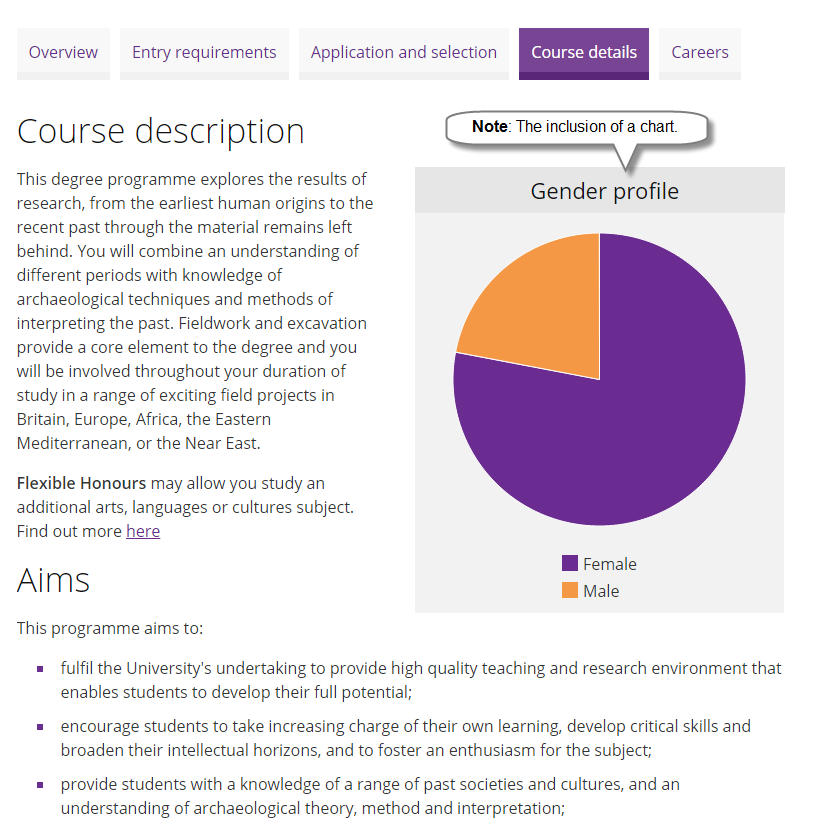 Overview
Entry requirements
Application and selection
Course details
Careers
Course description
This degree programme explores the results of
research, from the earliest human origins to the
recent past through the material remains left
behind. You will combine an understanding of
different periods with knowledge of
archaeological techniques and methods of
interpreting the past. Fieldwork and excavation
provide a core element to the degree and you
will be involved throughout your duration of
study in a range of exciting field projects in
Britain, Europe, Africa, the Eastern
Mediterranean, or the Near East.
Flexible Honours may allow you study an
additional arts, languages or cultures subject.
Find out more here
Note: The inclusion of a chart.
Gender profile
Female
Male
Aims
This programme aims to:
fulfil the University's undertaking to provide high quality teaching and research environment that
enables students to develop their full potential;
encourage students to take increasing charge of their own learning, develop critical skills and
broaden their intellectual horizons, and to foster an enthusiasm for the subject;
provide students with a knowledge of a range of past societies and cultures, and an
understanding of archaeological theory, method and interpretation;